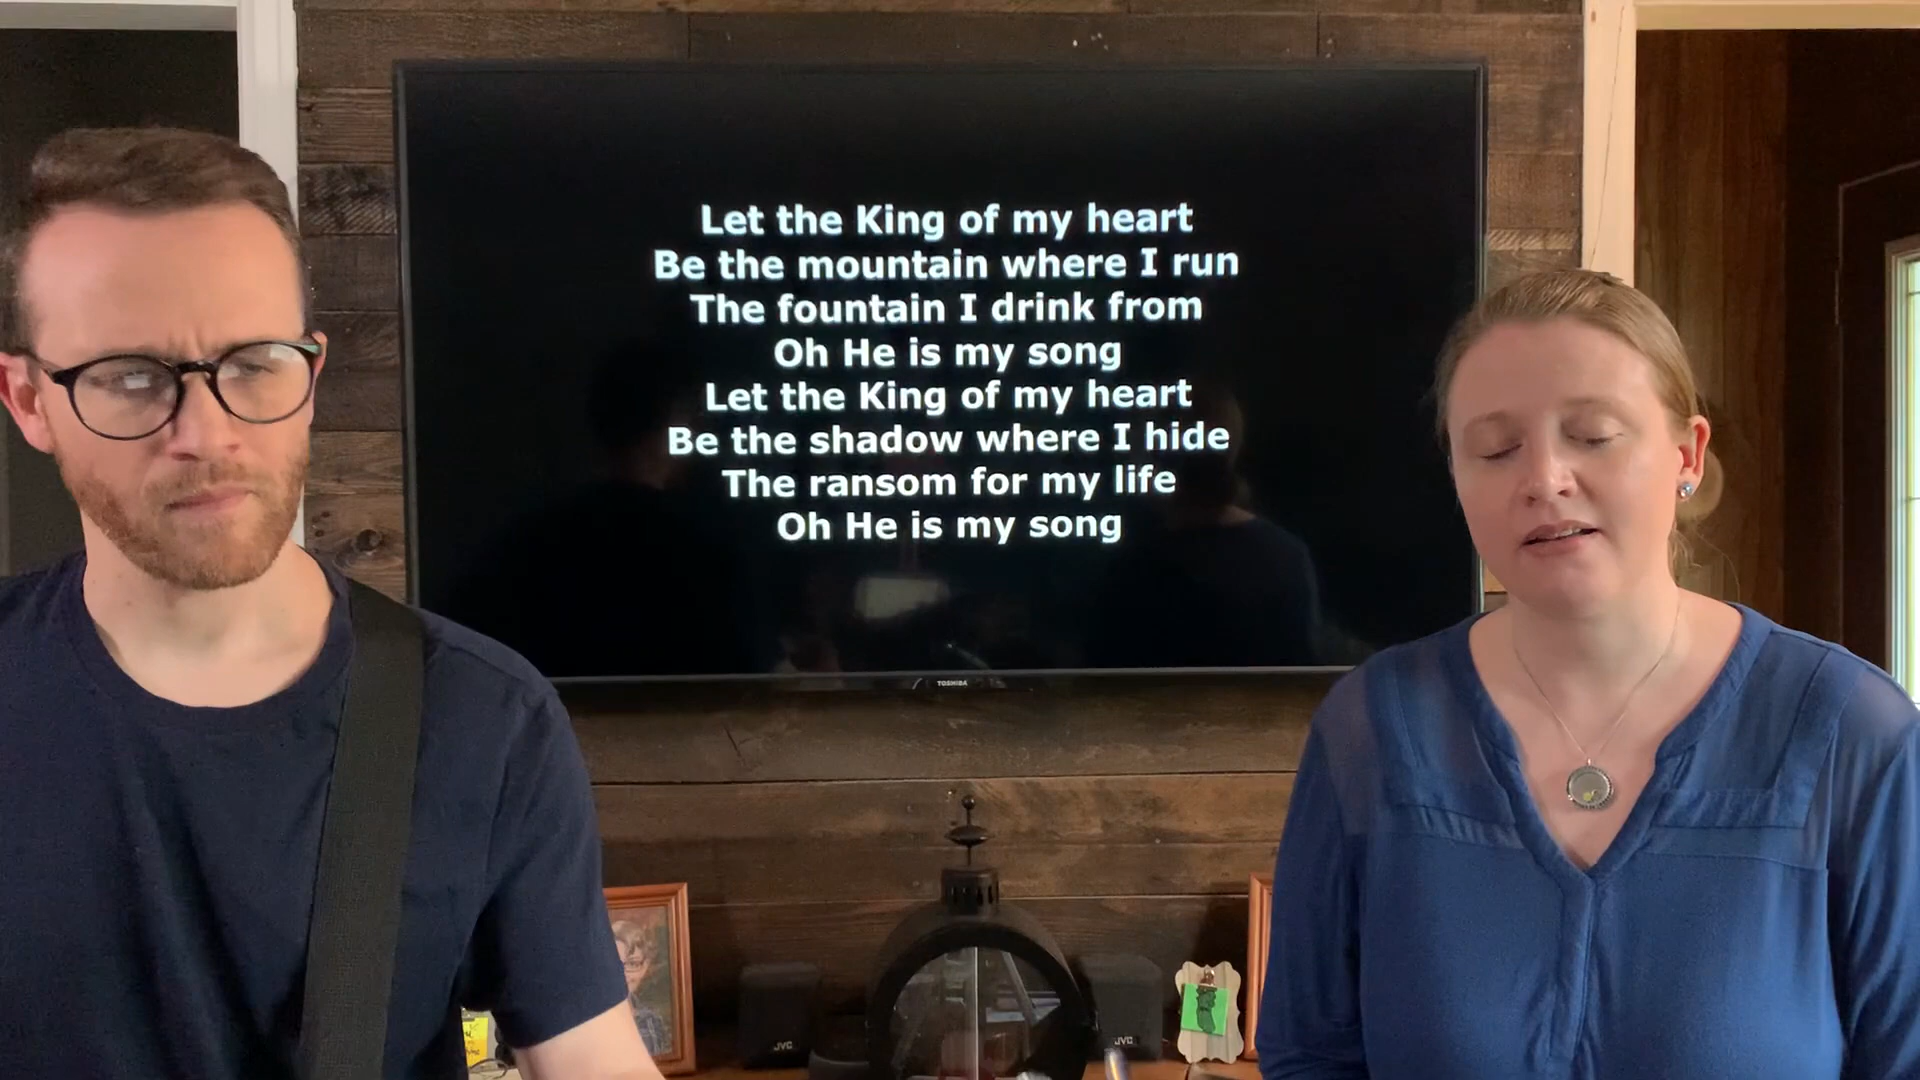 Let the King of my heart
Be the mountain where I run
The fountain I drink from
Oh He is my song
Let the King of my heart
Be the shadow where I hide
The ransom for my life
Oh He is my song
TOSHIBA
JVC
JVC